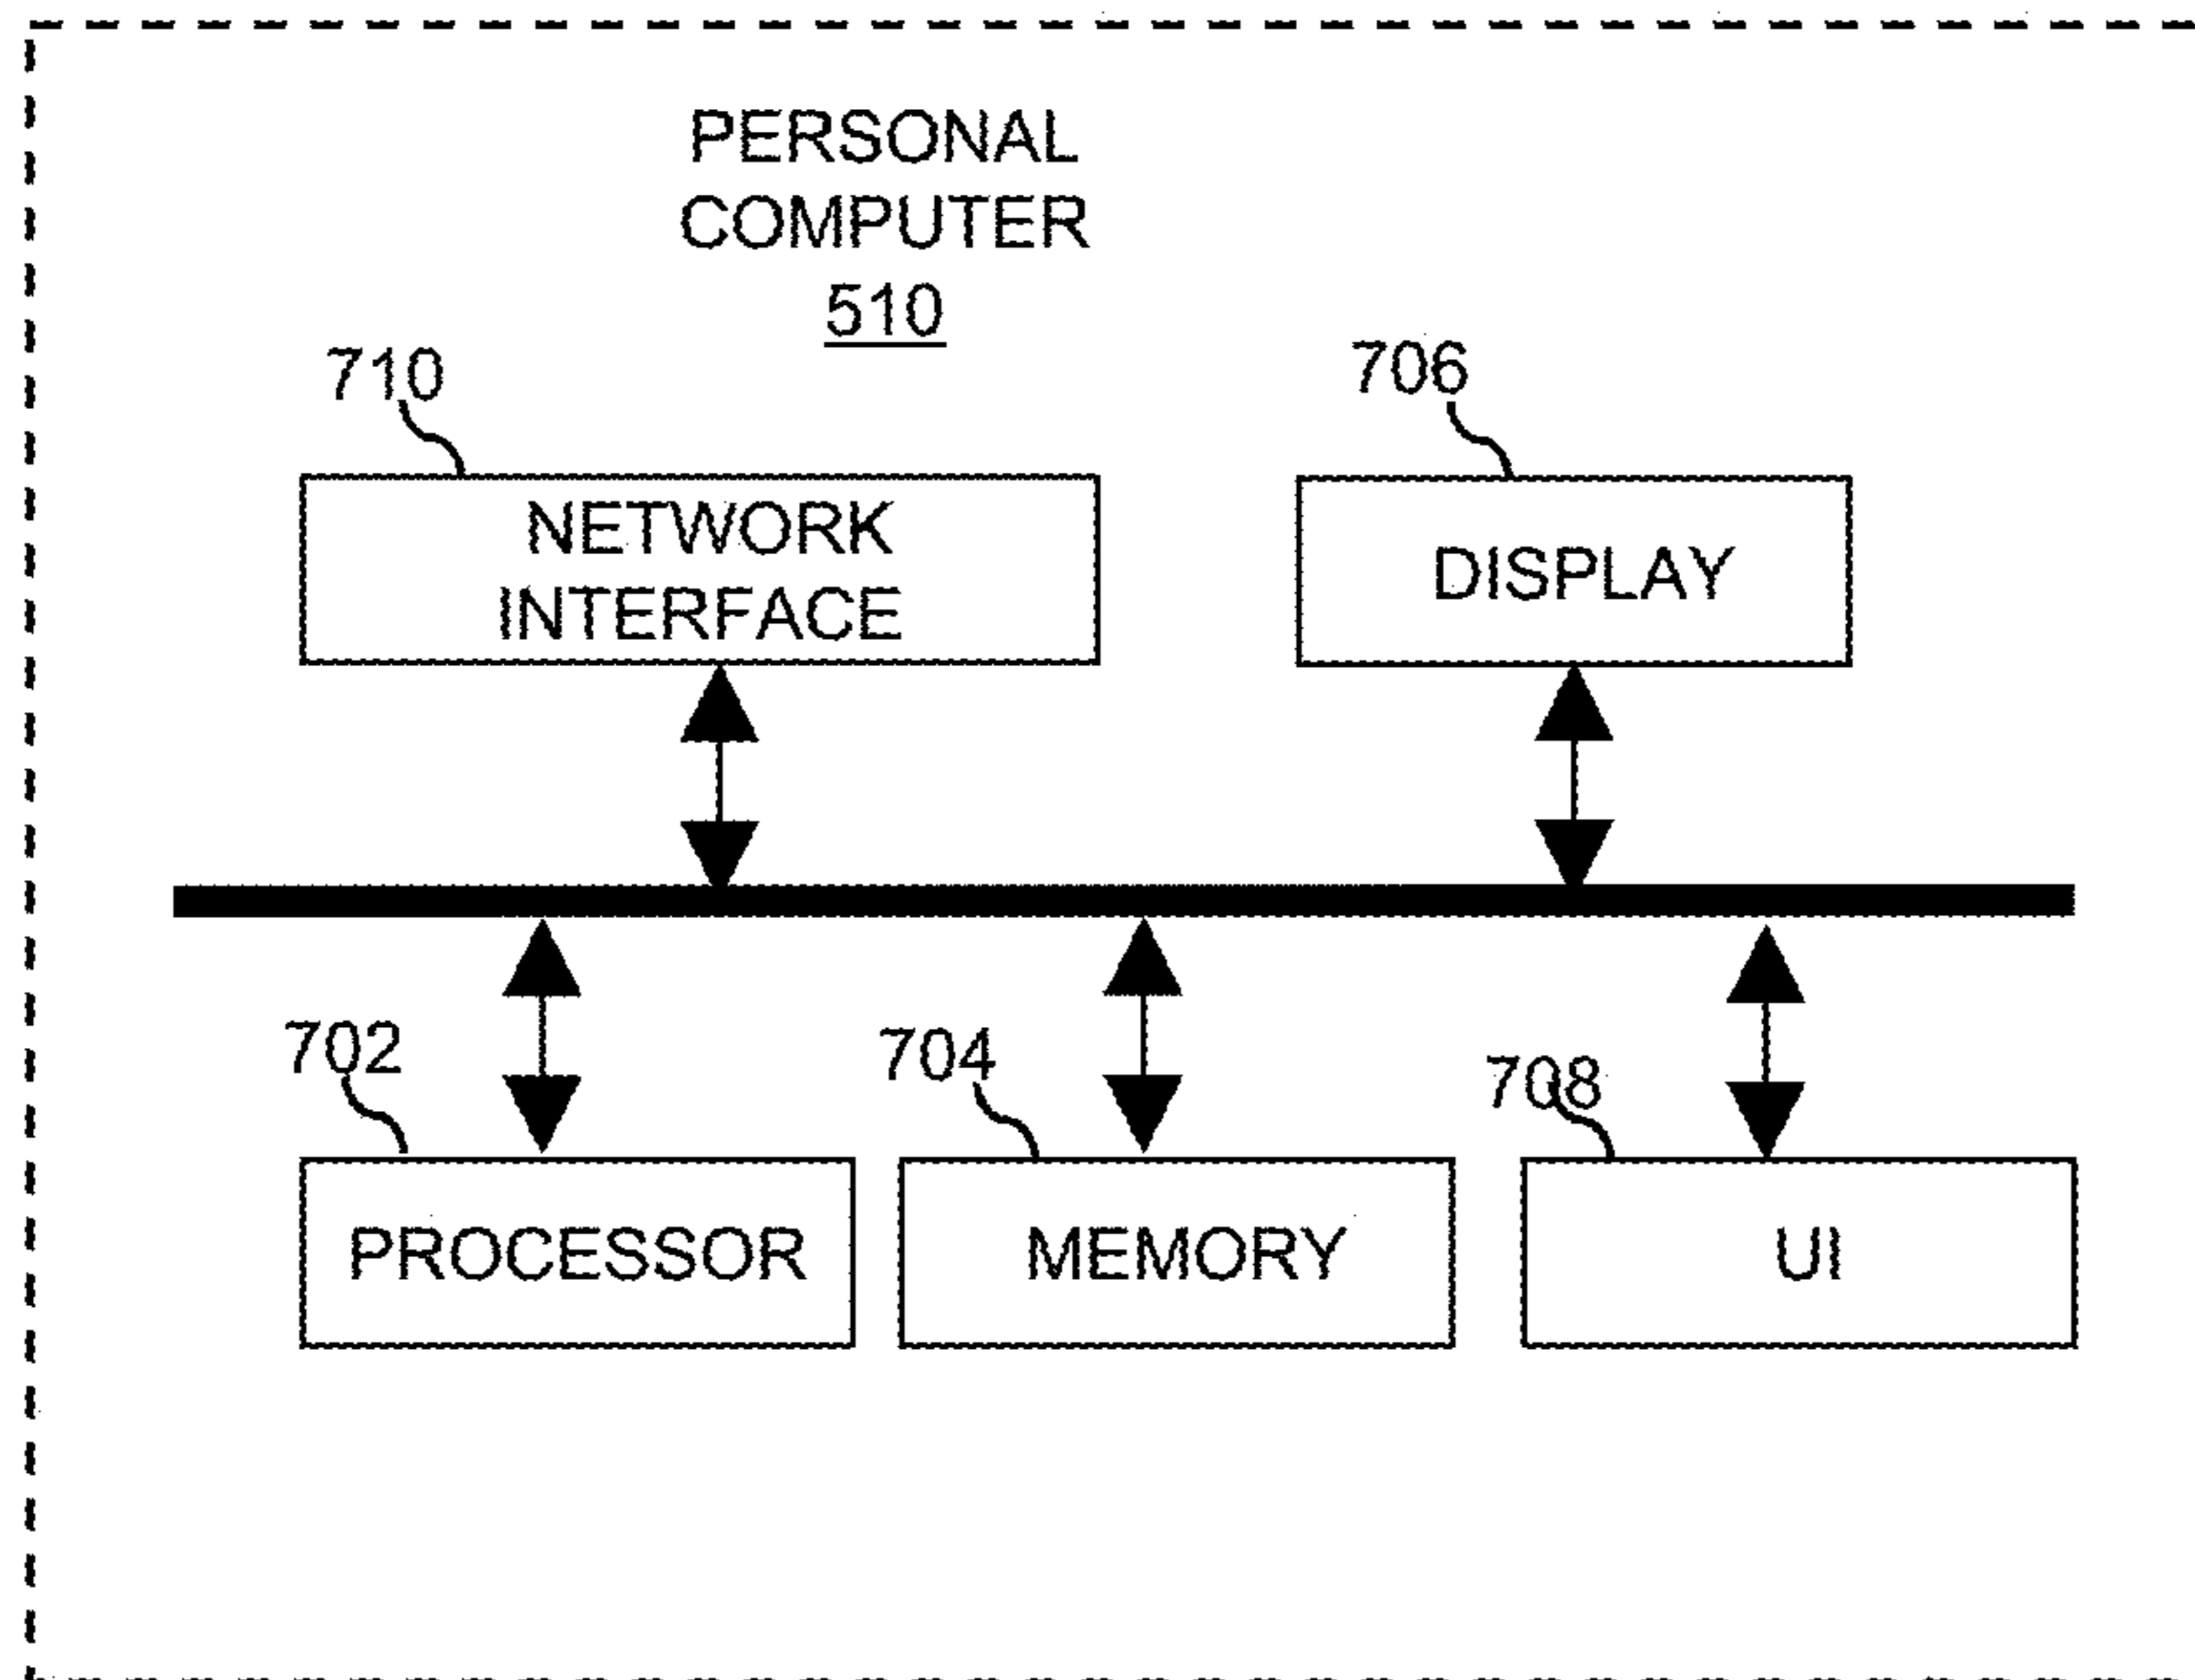 PERSONAL
COMPUTER
510
710
706
NETWORK
INTERFACE
DISPLAY
702
704
708
PROCESSOR
MEMORY
UI